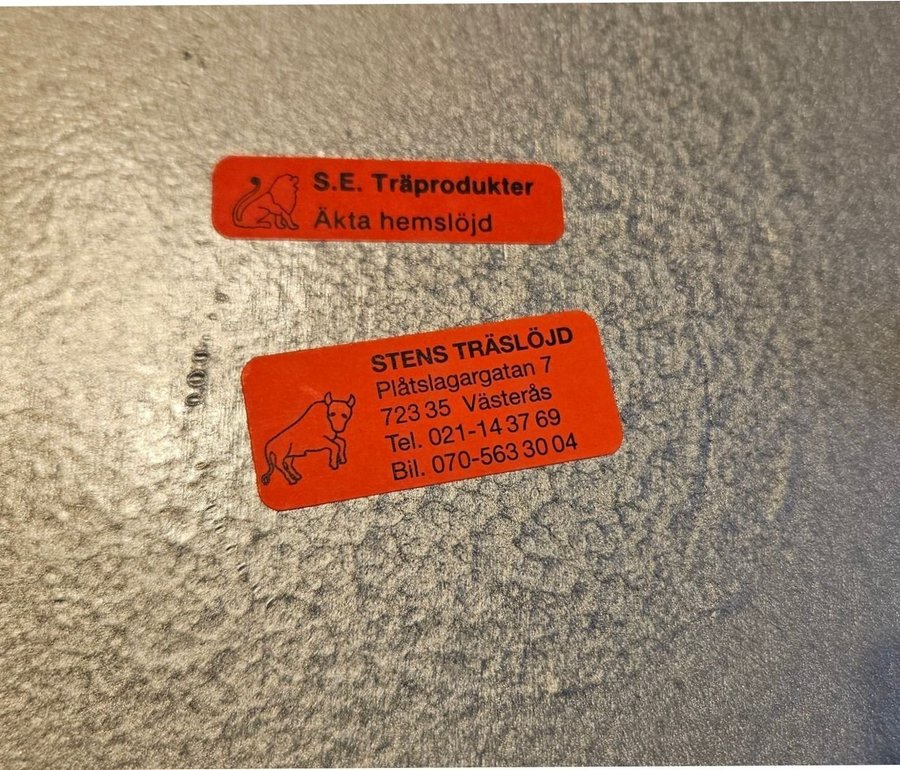 S.E. Träprodukter
Äkta hemslöjd
STENS TRÄSLÖJD
Plåtslagargatan 7
723 35 Västerås
Tel. 021-14 37 69
Bil. 070-563 30 04